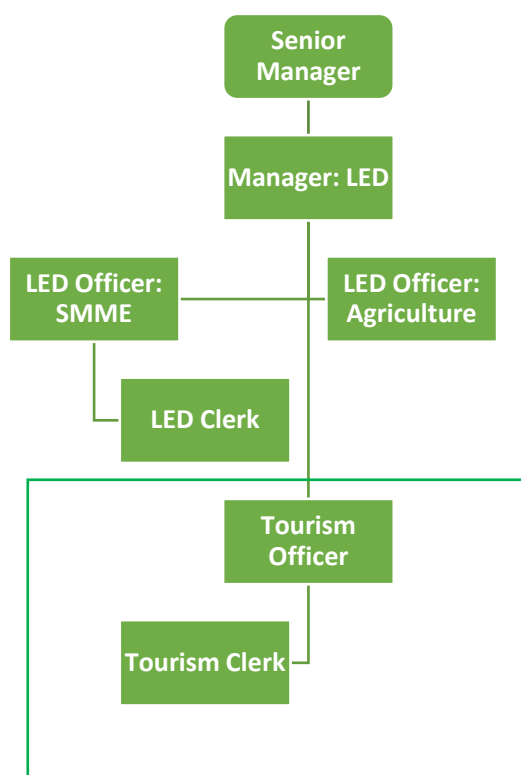 Senior
Manager
Manager: LED
LED Officer:
SMME
LED Officer:
Agriculture
LED Clerk
Tourism
Officer
Tourism Clerk